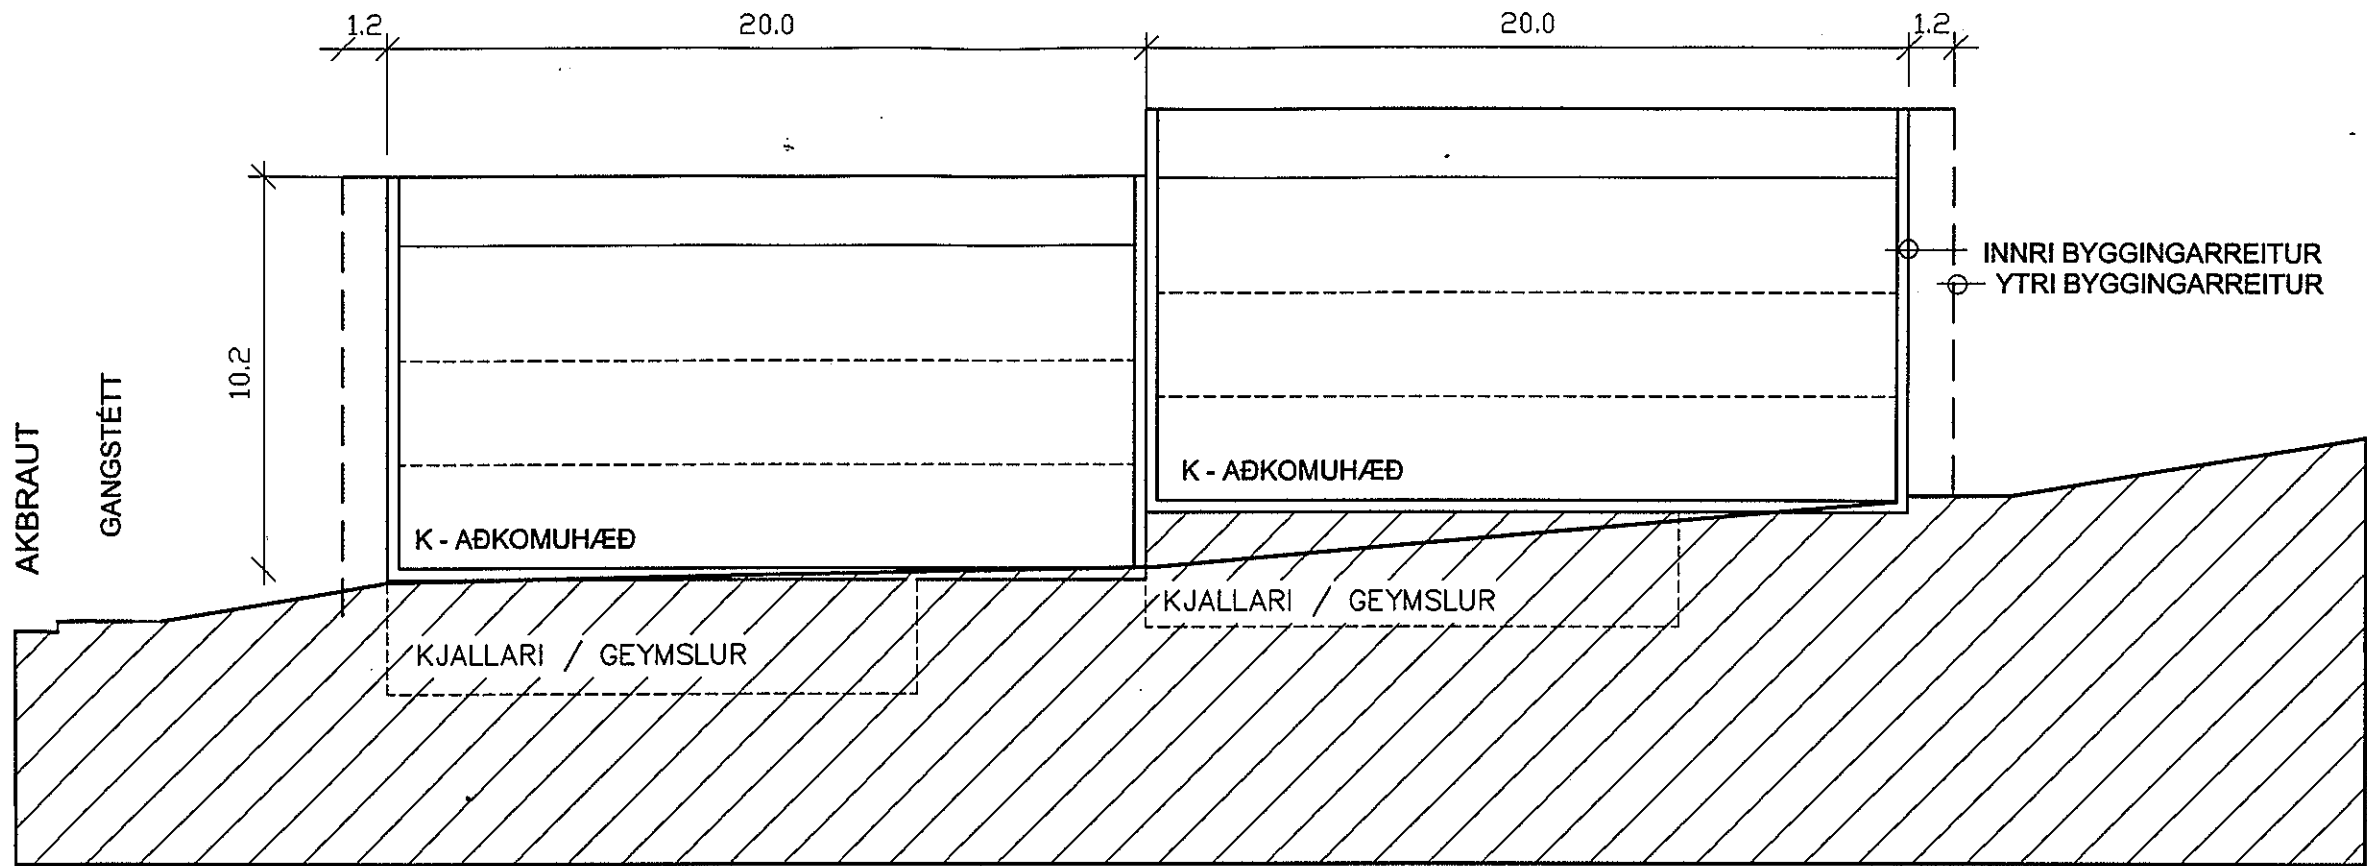 1.2
20.0
20.0
1.2
INNRI BYGGINGARREITUR
YTRI BYGGINGARREITUR
10.2
AKBRAUT
GANGSTÉTT
K - AÐKOMUHÆÐ
K - AÐKOMUHÆÐ
KJALLARI / GEYMSLUR
KJALLARI / GEYMSLUR